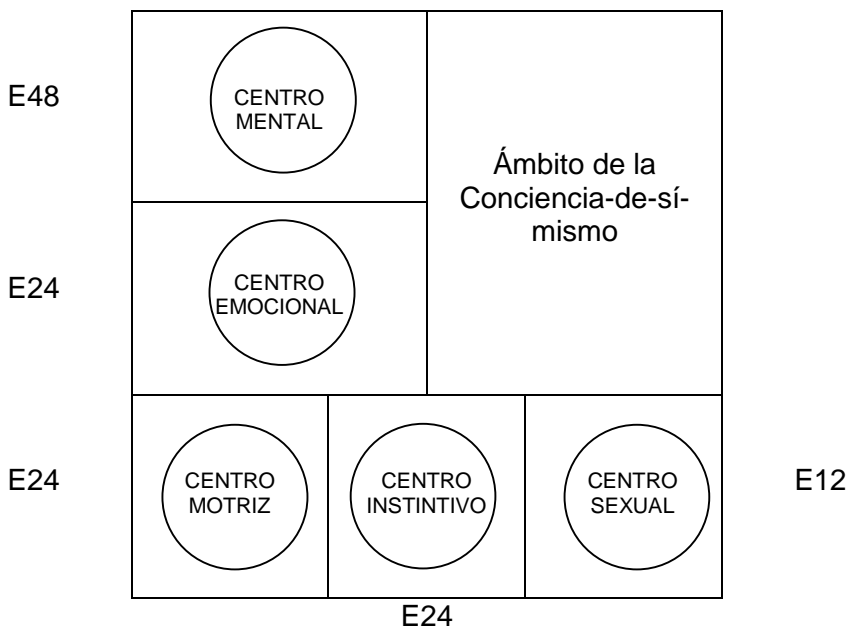 E48
CENTRO
MENTAL
Ámbito de la
Conciencia-de-sí-
mismo
E24
CENTRO
EMOCIONAL
E24
CENTRO
MOTRIZ
CENTRO
INSTINTIVO
CENTRO
SEXUAL
E12
E24